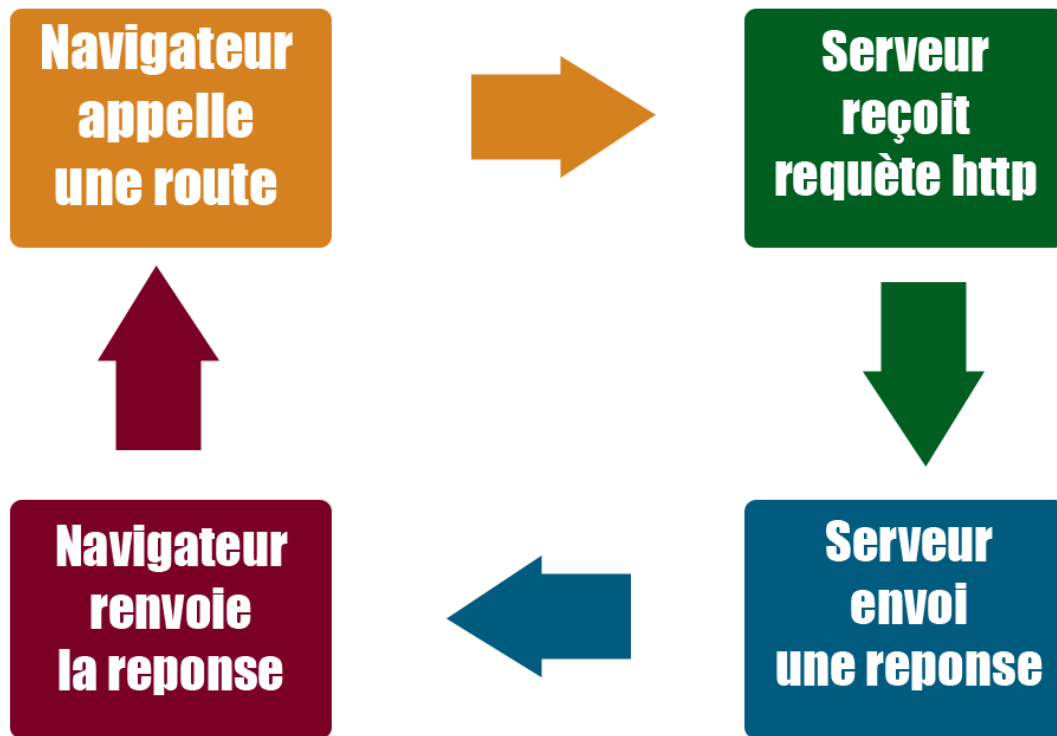 Navigateur
appelle
une route
Serveur
reçoit
requète http
Navigateur
renvoie
la reponse
Serveur
envoi
une reponse